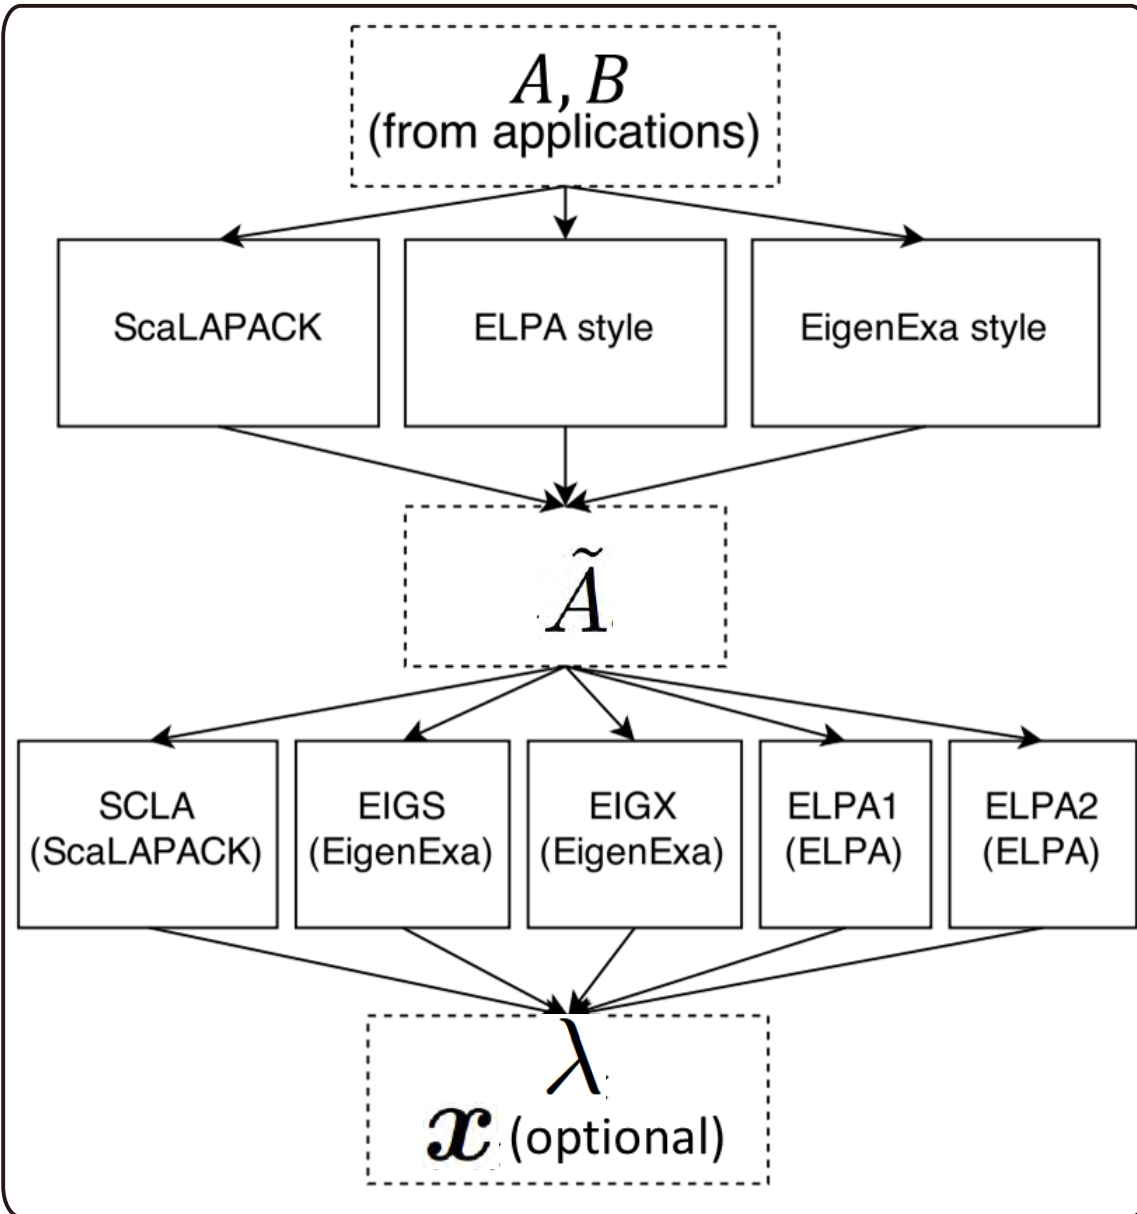 A, B
(from applications)
ScaLAPACK
ELPA style
EigenExa style
Ã
SCLA
(ScaLAPACK)
EIGS
(EigenExa)
EIGX
(EigenExa)
ELPA1
(ELPA)
ELPA2
(ELPA)
λ
x (optional)